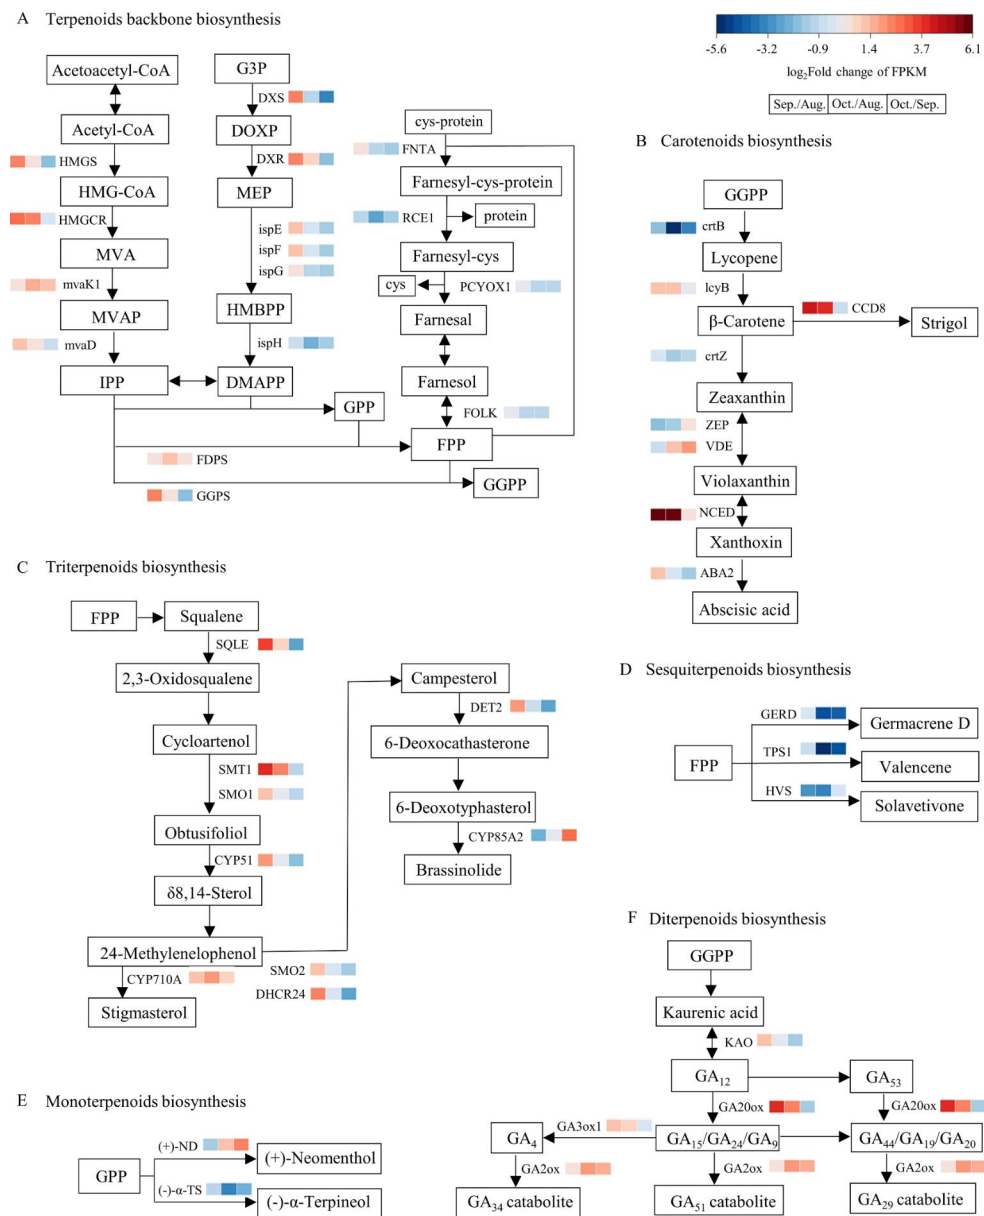 A Terpenoids backbone biosynthesis
-5.6 -3.2 -0.9 1.4 3.7 6.1
log₂Fold change of FPKM
Sep./Aug. Oct./Aug. Oct./Sep.
Acetoacetyl-CoA
Acetyl-CoA
HMGS
HMG-CoA
HMGCR
MVA
mvaK1
MVAP
mvaD
IPP
G3P
DXS
DOXP
DXR
MEP
ispE
ispF
ispG
HMBPP
ispH
DMAPP
GPP
FDPS
GGPS
cys-protein
FNTA
Farnesyl-cys-protein
RCE1
protein
Farnesyl-cys
cys
PCYOX1
Farnesal
Farnesol
FOLK
FPP
GGPP
B Carotenoids biosynthesis
GGPP
crtB
Lycopene
lcyB
β-Carotene
CCD8
Strigol
crtZ
Zeaxanthin
ZEP
VDE
Violaxanthin
NCED
Xanthoxin
ABA2
Abscisic acid
C Triterpenoids biosynthesis
FPP
Squalene
SQLE
2,3-Oxidosqualene
Cycloartenol
SMT1
SMO1
Obtusifoliol
CYP51
δ8,14-Sterol
24-Methylenelophenol
CYP710A
Stigmasterol
SMO2
DHCR24
Campesterol
DET2
6-Deoxocathasterone
6-Deoxotyphasterol
CYP85A2
Brassinolide
D Sesquiterpenoids biosynthesis
FPP
GERD
Germacrene D
TPS1
Valencene
HVS
Solavetivone
E Monoterpenoids biosynthesis
GPP
(+)-ND
(+)-Neomenthol
(-)-α-TS
(-)-α-Terpineol
F Diterpenoids biosynthesis
GGPP
Kaurenic acid
KAO
GA₁₂
GA₅₃
GA20ox
GA20ox
GA3ox1
GA₄
GA₁₅/GA₂₄/GA₉
GA₄₄/GA₁₉/GA₂₀
GA2ox
GA2ox
GA2ox
GA₃₄ catabolite
GA₅₁ catabolite
GA₂₉ catabolite